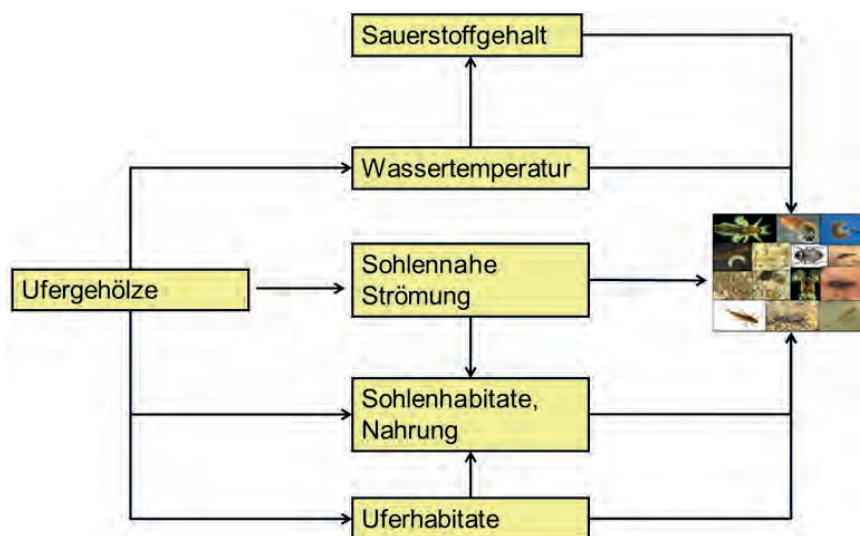 Sauerstoffgehalt
Wassertemperatur
Sohlennahe
Strömung
Ufergehölze
Sohlenhabitate,
Nahrung
Uferhabitate